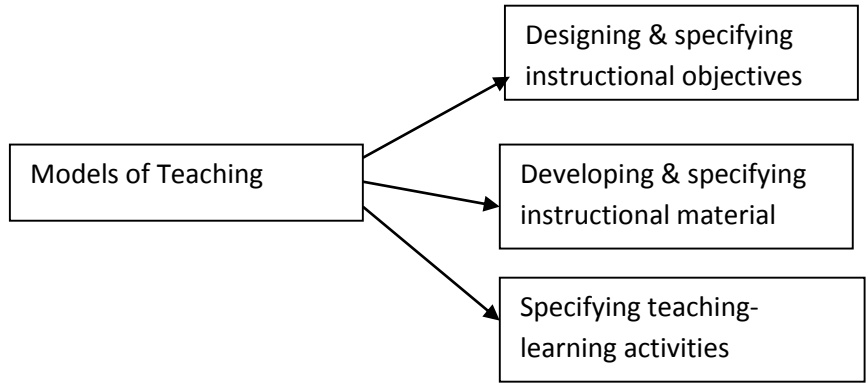 Designing & specifying
instructional objectives
Models of Teaching
Developing & specifying
instructional material
Specifying teaching-
learning activities